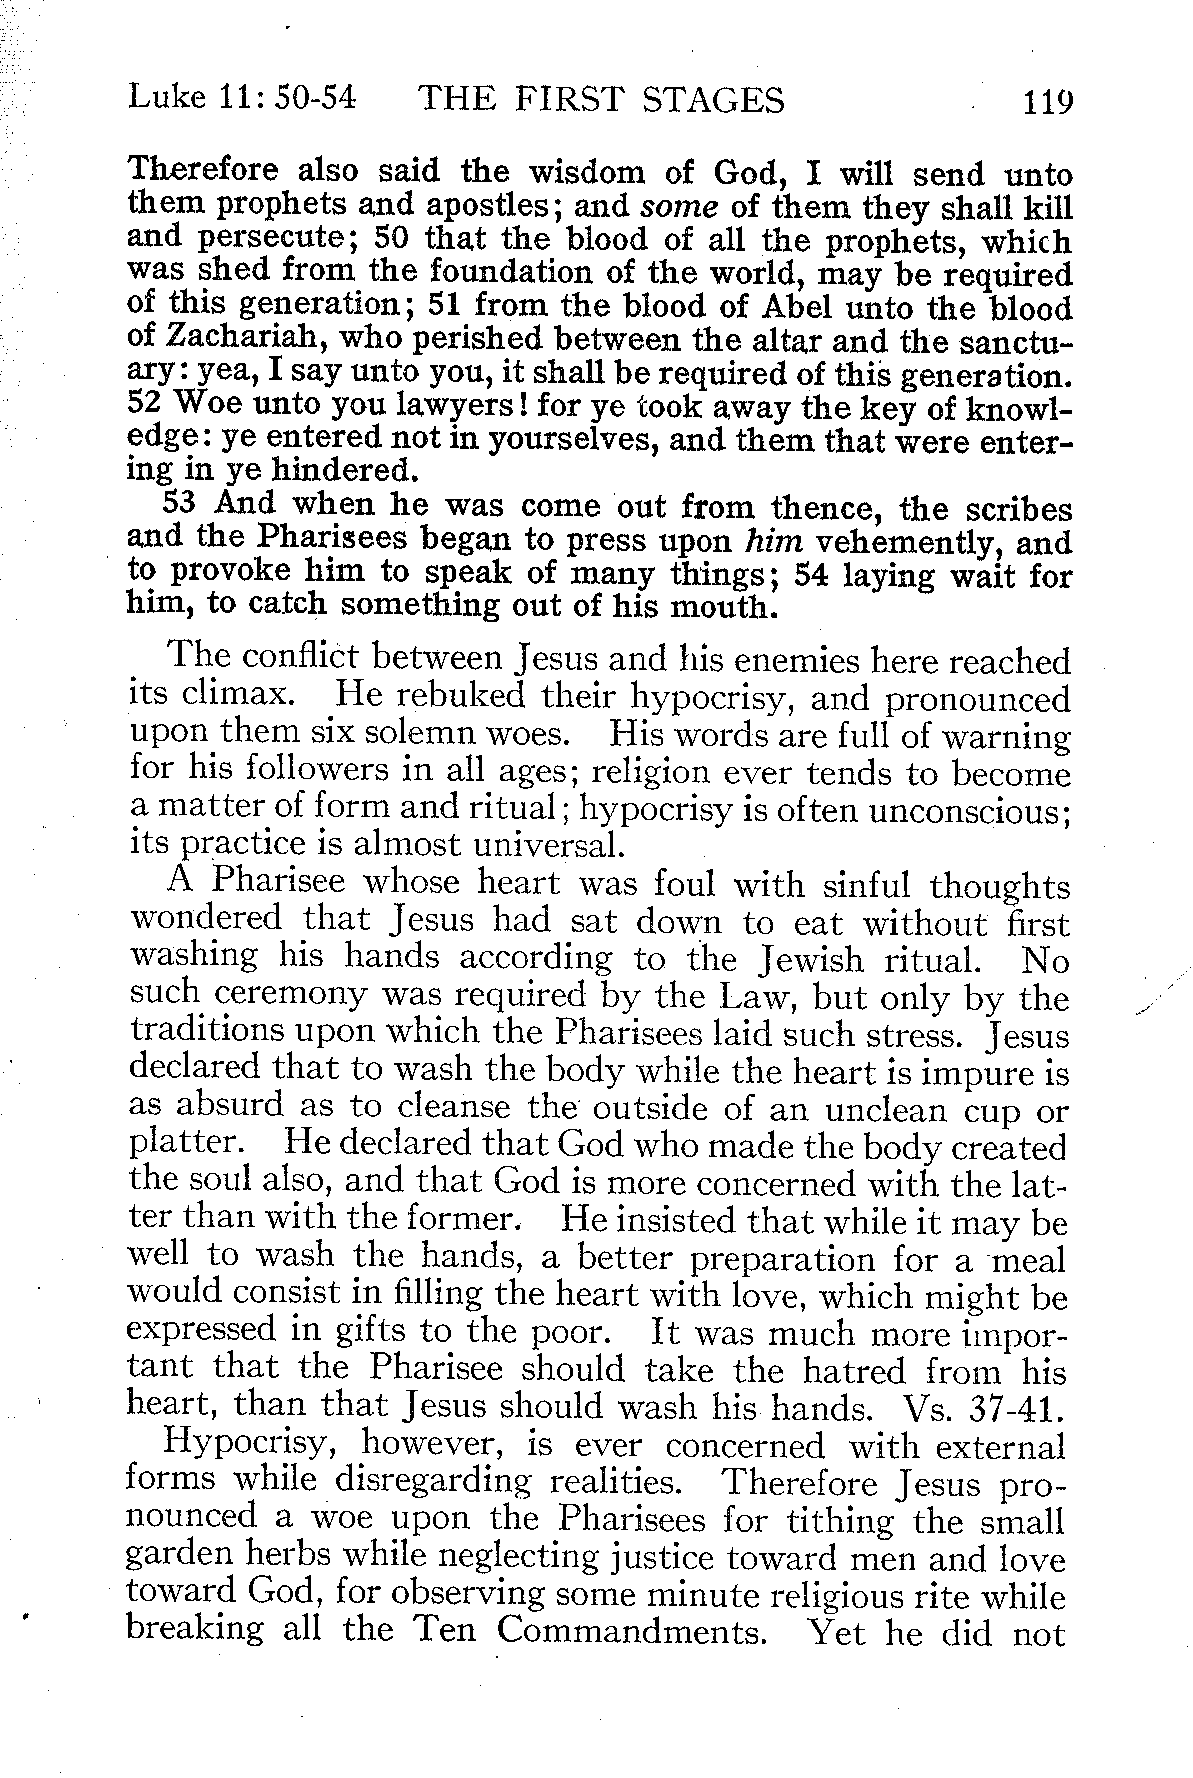 Luke 11: 50-54 THE FIRST STAGES 119
Therefore also said the wisdom of God, I will send unto
them prophets and apostles; and some of them they shall kill
and persecute; 50 that the blood of all the prophets, which
was shed from the foundation of the world, may be required
of this generation; 51 from the blood of Abel unto the blood
of Zachariah, who perished between the altar and the sanctu-
ary: yea, I say unto you, it shall be required of this generation.
52 Woe unto you lawyers! for ye took away the key of knowl-
edge: ye entered not in yourselves, and them that were enter-
ing in ye hindered.
53 And when he was come out from thence, the scribes
and the Pharisees began to press upon him vehemently, and
to provoke him to speak of many things; 54 laying wait for
him, to catch something out of his mouth.
The conflict between Jesus and his enemies here reached
its climax. He rebuked their hypocrisy, and pronounced
upon them six solemn woes. His words are full of warning
for his followers in all ages; religion ever tends to become
a matter of form and ritual; hypocrisy is often unconscious;
its practice is almost universal.
A Pharisee whose heart was foul with sinful thoughts
wondered that Jesus had sat down to eat without first
washing his hands according to the Jewish ritual. No
such ceremony was required by the Law, but only by the
traditions upon which the Pharisees laid such stress. Jesus
declared that to wash the body while the heart is impure is
as absurd as to cleanse the outside of an unclean cup or
platter. He declared that God who made the body created
the soul also, and that God is more concerned with the lat-
ter than with the former. He insisted that while it may be
well to wash the hands, a better preparation for a meal
would consist in filling the heart with love, which might be
expressed in gifts to the poor. It was much more impor-
tant that the Pharisee should take the hatred from his
heart, than that Jesus should wash his hands. Vs. 37-41.
Hypocrisy, however, is ever concerned with external
forms while disregarding realities. Therefore Jesus pro-
nounced a woe upon the Pharisees for tithing the small
garden herbs while neglecting justice toward men and love
toward God, for observing some minute religious rite while
breaking all the Ten Commandments. Yet he did not